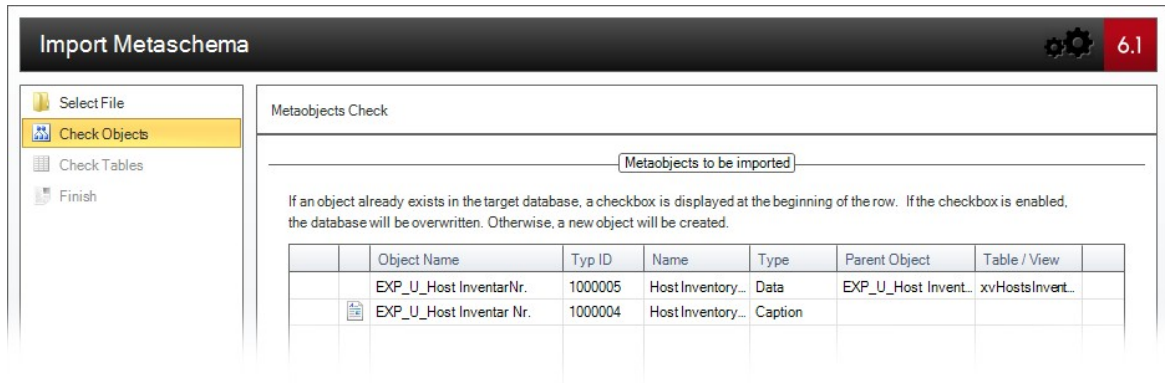 Import Metaschema 6.1
Select File
Check Objects
Check Tables
Finish
Metaobjects Check
Metaobjects to be imported
If an object already exists in the target database, a checkbox is displayed at the beginning of the row. If the checkbox is enabled,
the database will be overwritten. Otherwise, a new object will be created.
Object Name Typ ID Name Type Parent Object Table / View
EXP_U_Host InventarNr. 1000005 Host Inventory... Data EXP_U_Host Invent... xvHostsInvent...
EXP_U_Host Inventar Nr. 1000004 Host Inventory... Caption